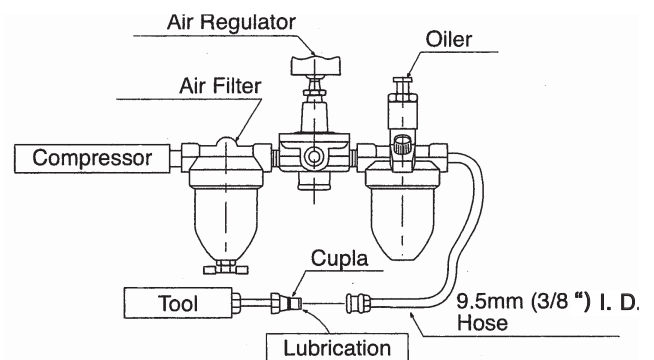 Air Regulator
Oiler
Air Filter
Compressor
Cupla
Tool
9.5mm (3/8 “) I. D.
Hose
Lubrication